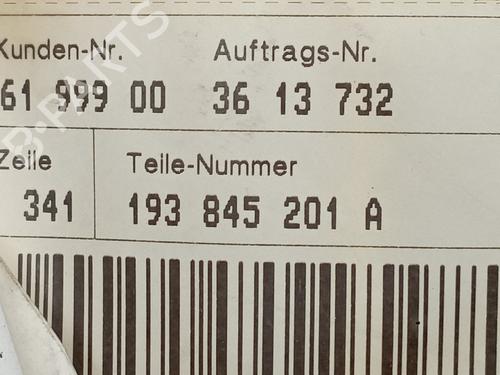 Kunden-Nr. Auftrags-Nr.
61 999 00 36 13 732
Zeile Teile-Nummer
341 193 845 201 A